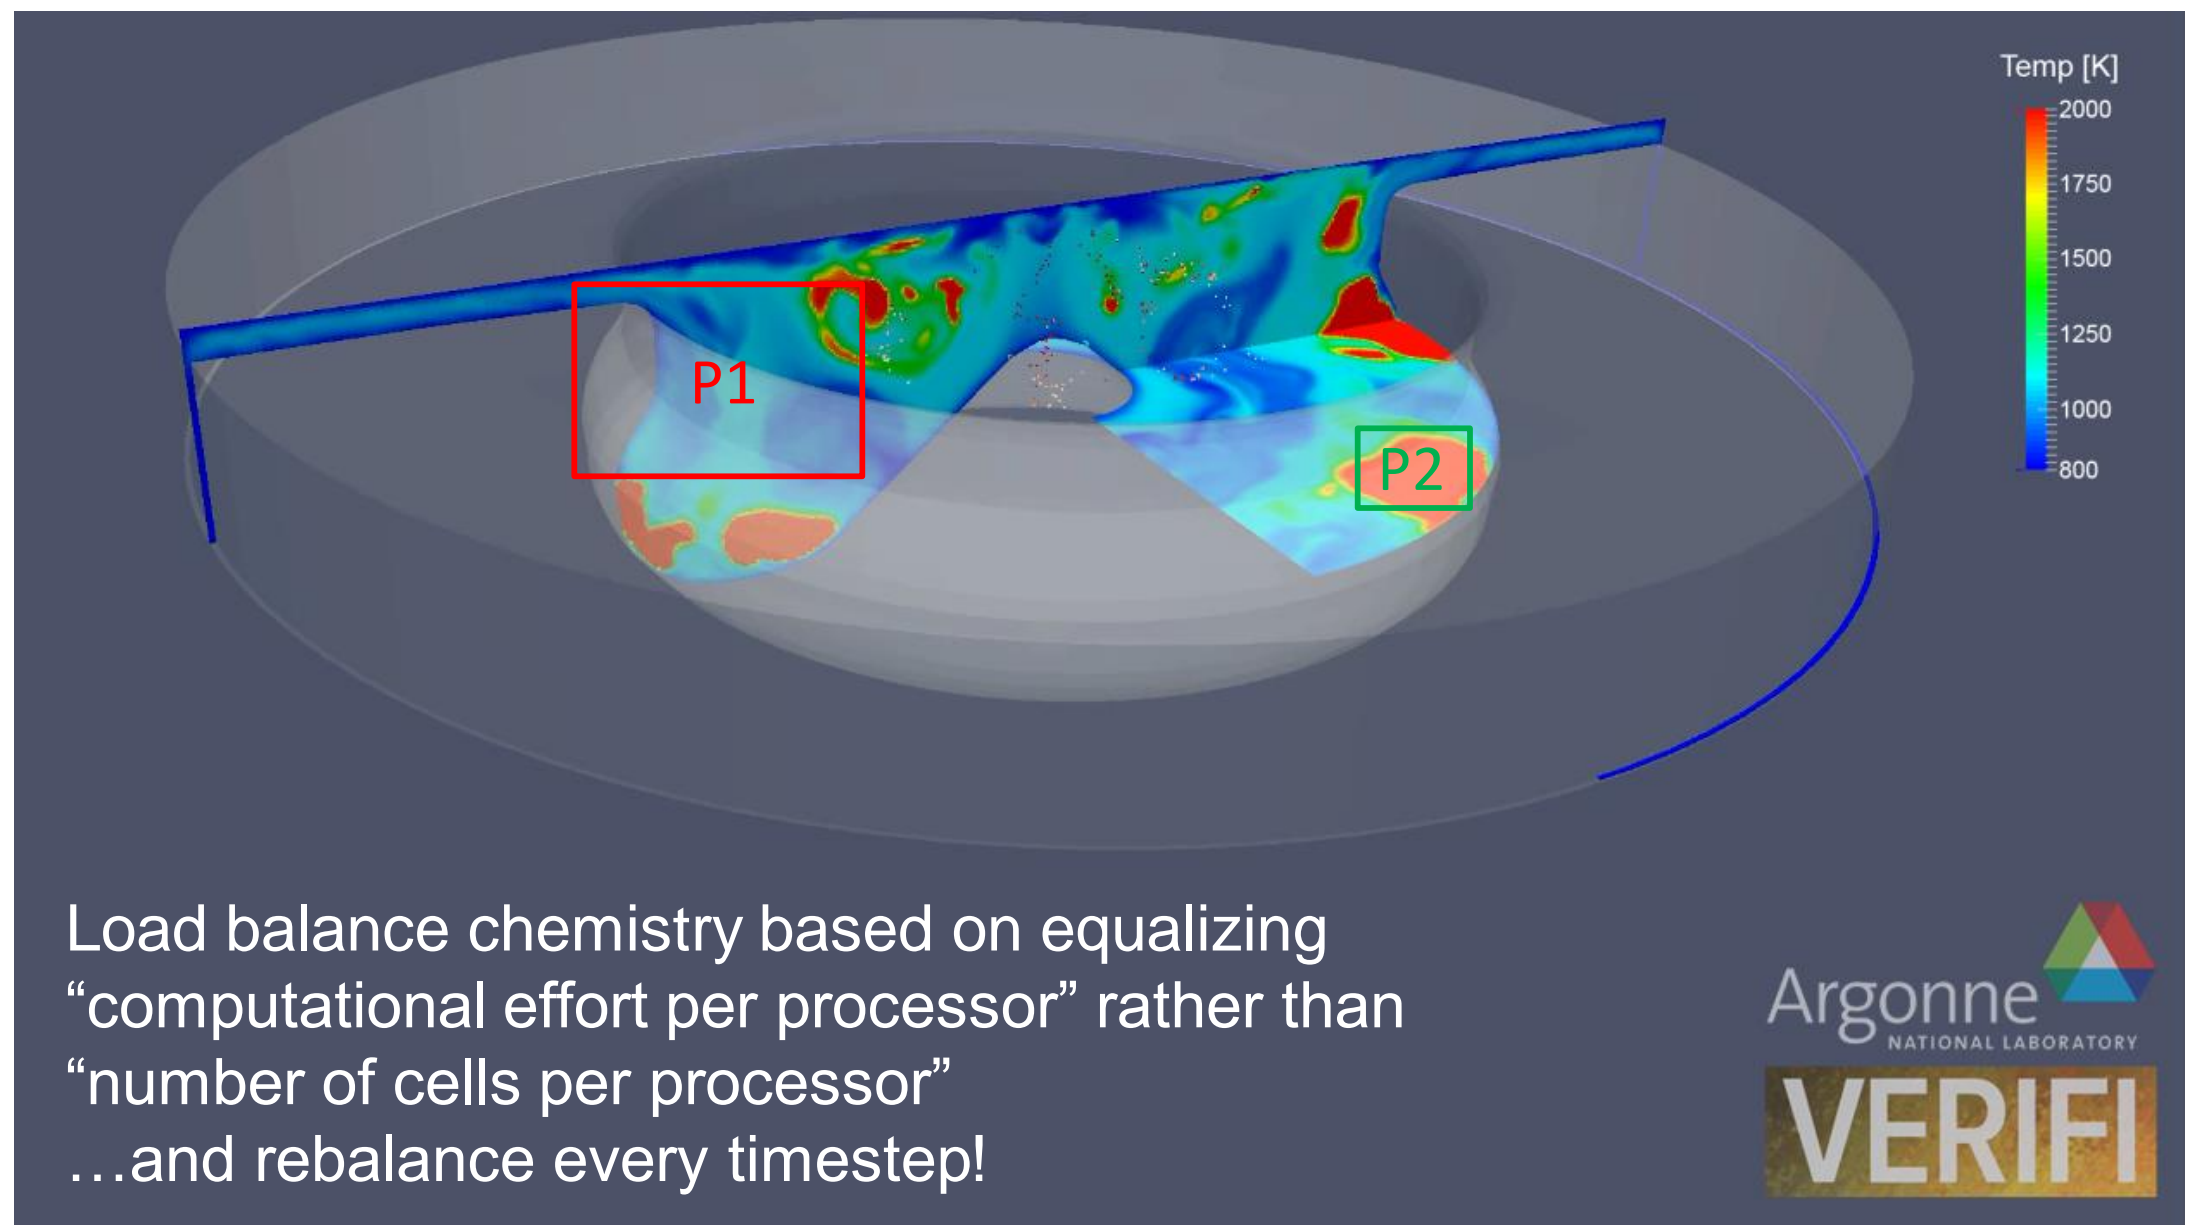 Temp [K]
2000
1750
1500
1250
1000
800
P1
P2
Load balance chemistry based on equalizing
“computational effort per processor” rather than
“number of cells per processor”
…and rebalance every timestep!
Argonne
NATIONAL LABORATORY
VERIFI